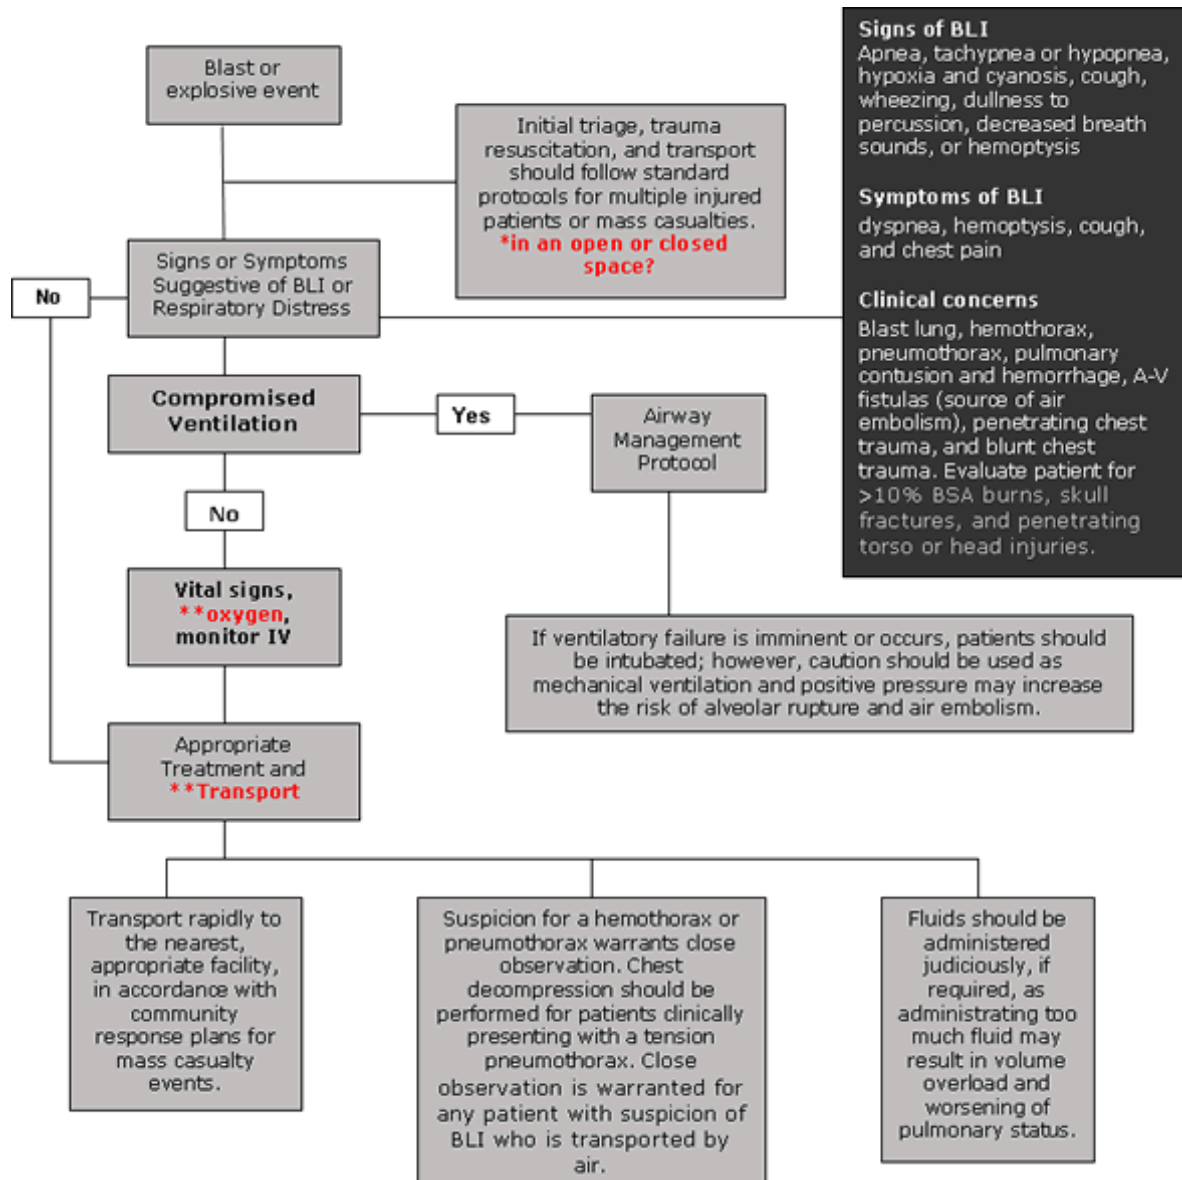 Blast or
explosive event
Initial triage, trauma
resuscitation, and transport
should follow standard
protocols for multiple injured
patients or mass casualties.
*in an open or closed
space?
Signs of BLI
Apnea, tachypnea or hypopnea,
hypoxia and cyanosis, cough,
wheezing, dullness to
percussion, decreased breath
sounds, or hemoptysis
Symptoms of BLI
dyspnea, hemoptysis, cough,
and chest pain
Clinical concerns
Blast lung, hemothorax,
pneumothorax, pulmonary
contusion and hemorrhage, A-V
fistulas (source of air
embolism), penetrating chest
trauma, and blunt chest
trauma. Evaluate patient for
>10% BSA burns, skull
fractures, and penetrating
torso or head injuries.
Signs or Symptoms
Suggestive of BLI or
Respiratory Distress
No
Compromised
Ventilation
Yes
Airway
Management
Protocol
No
Vital signs,
**oxygen,
monitor IV
If ventilatory failure is imminent or occurs, patients should
be intubated; however, caution should be used as
mechanical ventilation and positive pressure may increase
the risk of alveolar rupture and air embolism.
Appropriate
Treatment and
**Transport
Transport rapidly to
the nearest,
appropriate facility,
in accordance with
community
response plans for
mass casualty
events.
Suspicion for a hemothorax or
pneumothorax warrants close
observation. Chest
decompression should be
performed for patients clinically
presenting with a tension
pneumothorax. Close
observation is warranted for
any patient with suspicion of
BLI who is transported by
air.
Fluids should be
administered
judiciously, if
required, as
administrating too
much fluid may
result in volume
overload and
worsening of
pulmonary status.